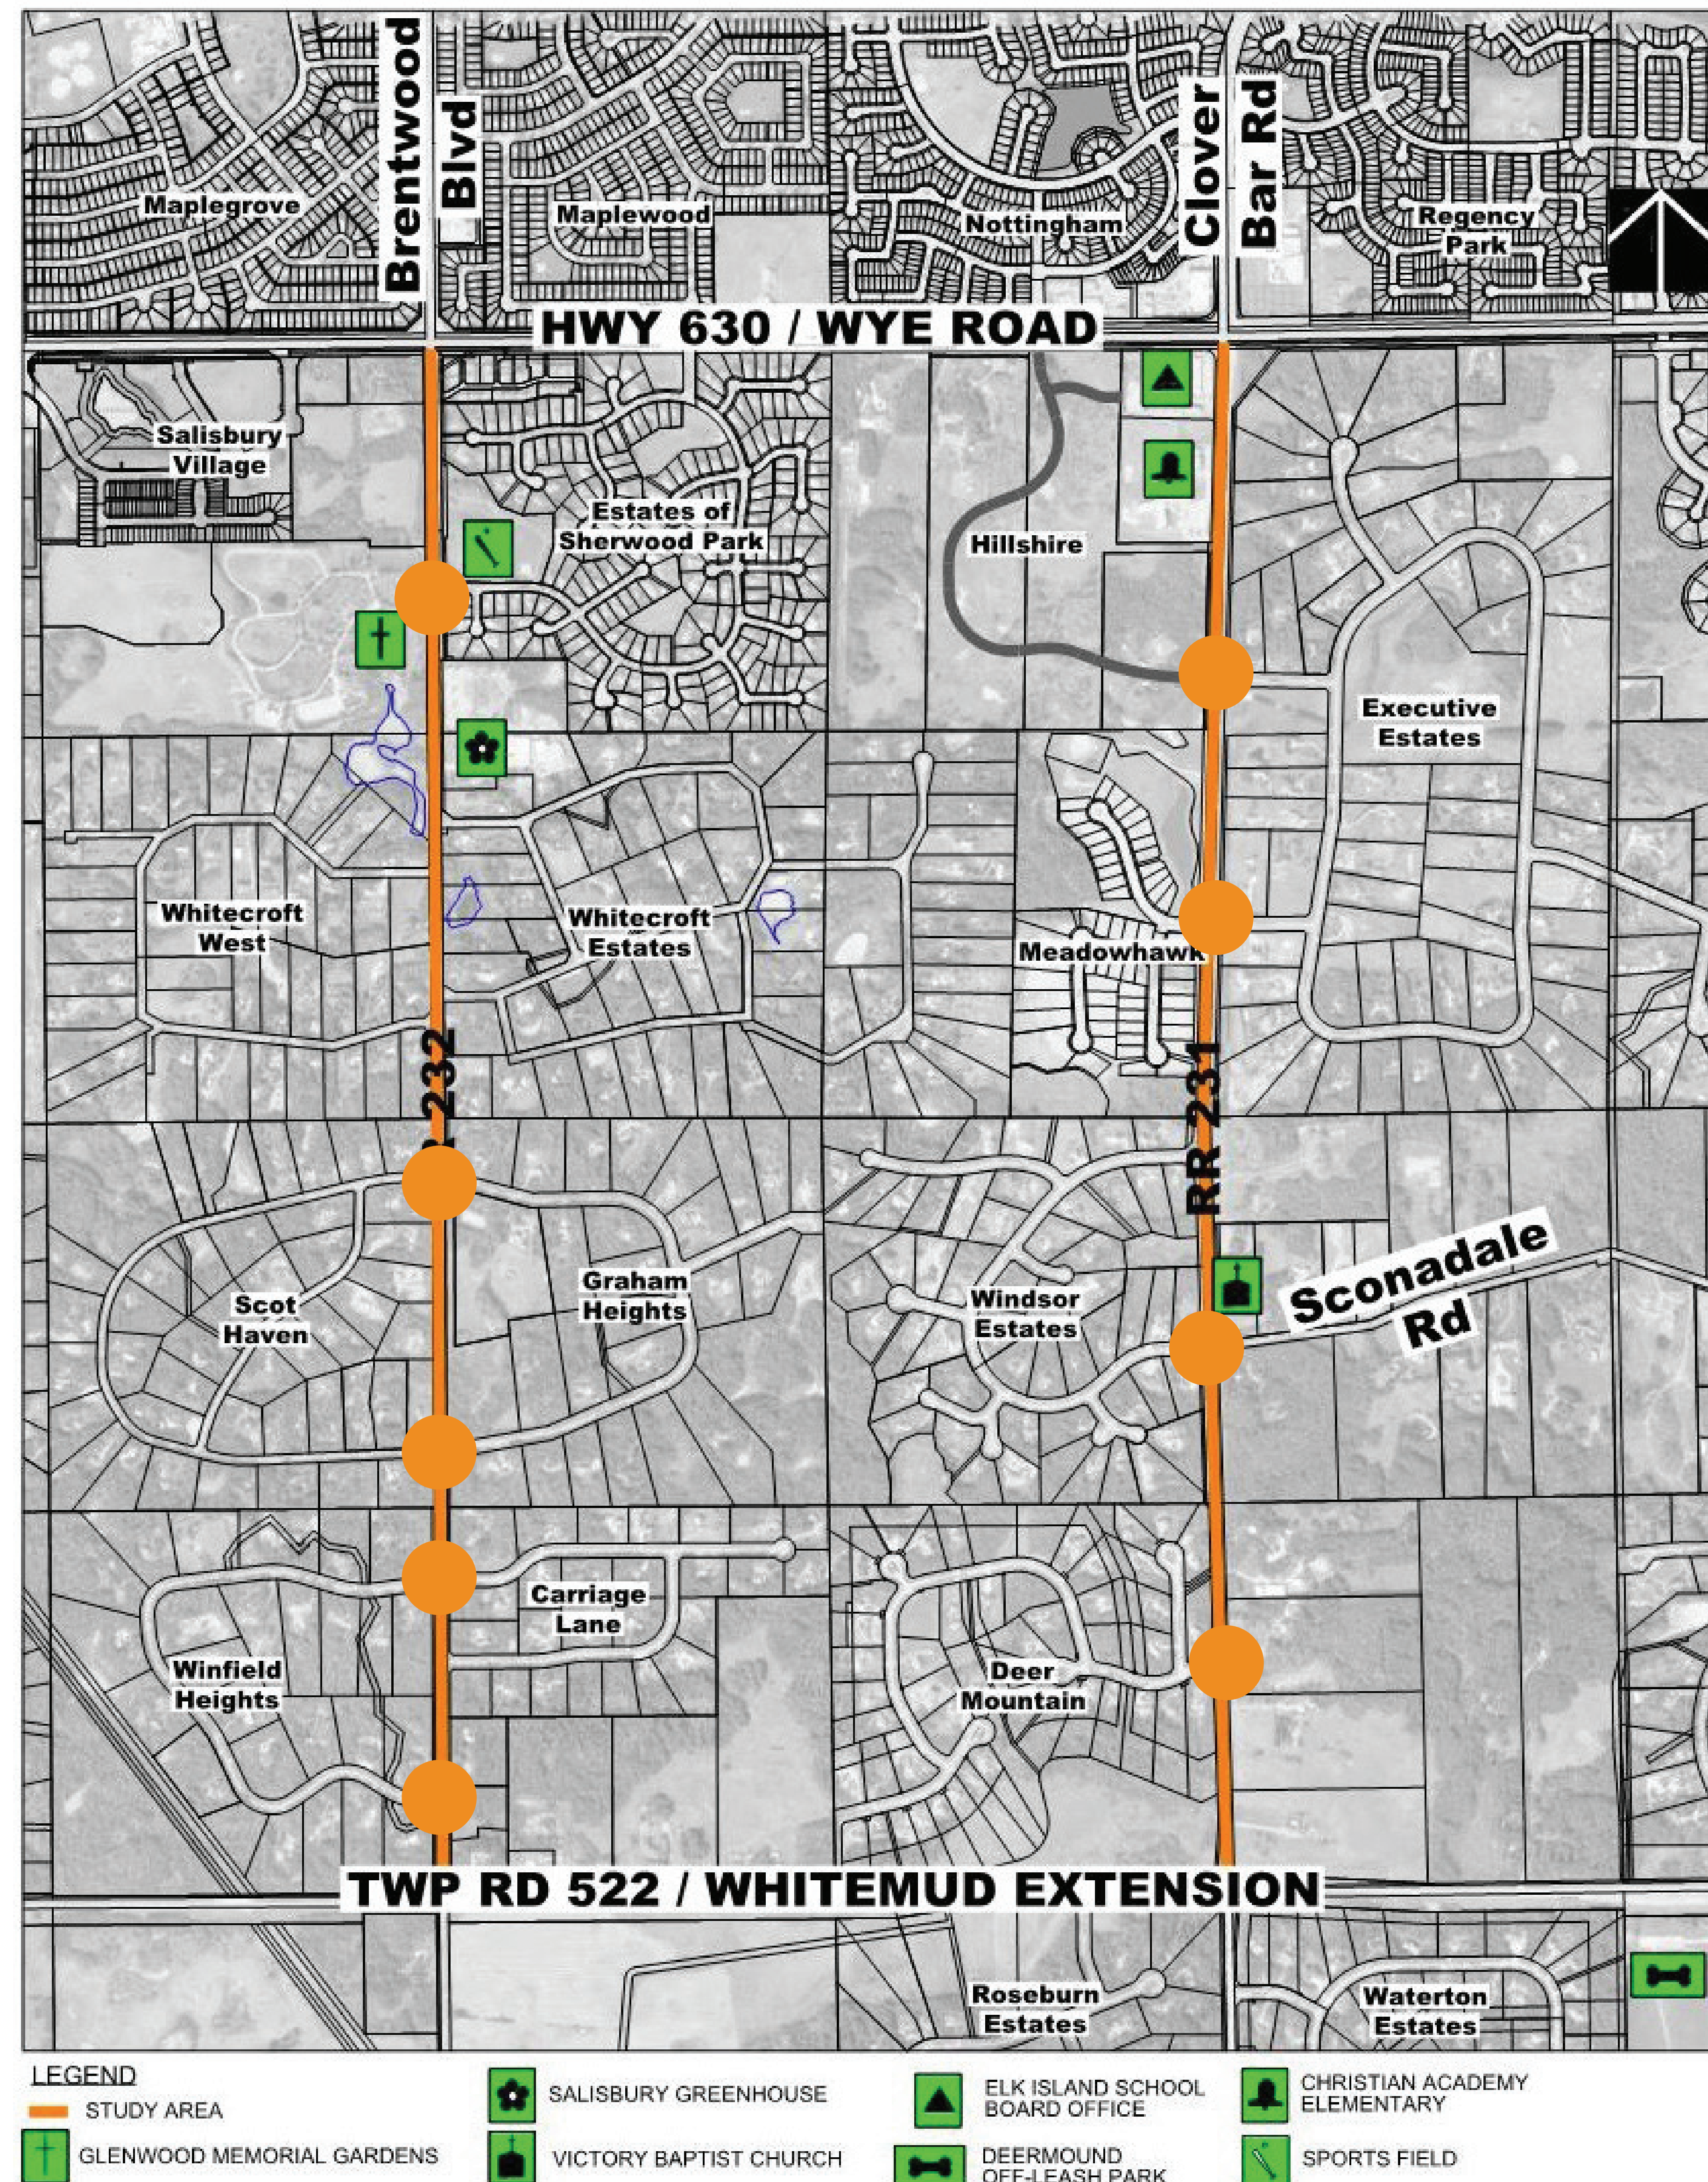 Brentwood
Blvd
Clover
Bar Rd
Maplegrove
Maplewood
Nottingham
Regency
Park
HWY 630 / WYE ROAD
Salisbury
Village
Estates of
Sherwood Park
Hillshire
Executive
Estates
Whitecroft
West
Whitecroft
Estates
Meadowhawk
232
RR 231
Scot
Haven
Graham
Heights
Windsor
Estates
Sconadale
Rd
Carriage
Lane
Winfield
Heights
Deer
Mountain
TWP RD 522 / WHITEMUD EXTENSION
Roseburn
Estates
Waterton
Estates
LEGEND
STUDY AREA
GLENWOOD MEMORIAL GARDENS
SALISBURY GREENHOUSE
VICTORY BAPTIST CHURCH
ELK ISLAND SCHOOL
BOARD OFFICE
DEERMOUND
OFF-LEASH PARK
CHRISTIAN ACADEMY
ELEMENTARY
SPORTS FIELD